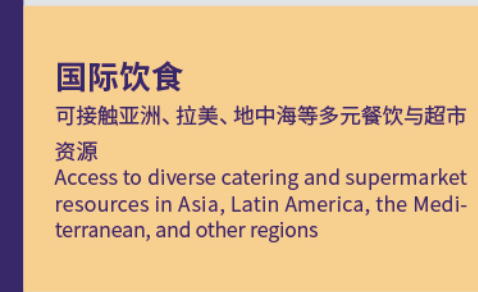 国际饮食
可接触亚洲、拉美、地中海等多元餐饮与超市
资源
Access to diverse catering and supermarket
resources in Asia, Latin America, the Medi-
terranean, and other regions